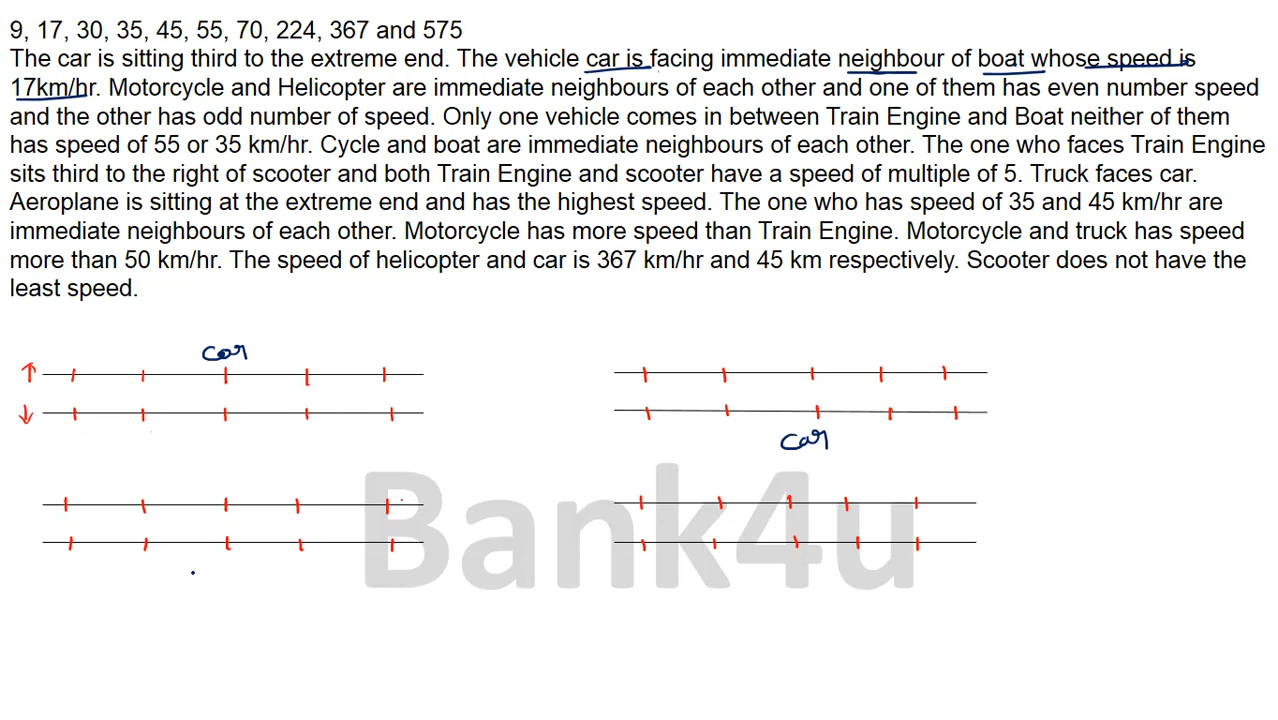 9, 17, 30, 35, 45, 55, 70, 224, 367 and 575
The car is sitting third to the extreme end. The vehicle car is facing immediate neighbour of boat whose speed is
17km/hr. Motorcycle and Helicopter are immediate neighbours of each other and one of them has even number speed
and the other has odd number of speed. Only one vehicle comes in between Train Engine and Boat neither of them
has speed of 55 or 35 km/hr. Cycle and boat are immediate neighbours of each other. The one who faces Train Engine
sits third to the right of scooter and both Train Engine and scooter have a speed of multiple of 5. Truck faces car.
Aeroplane is sitting at the extreme end and has the highest speed. The one who has speed of 35 and 45 km/hr are
immediate neighbours of each other. Motorcycle has more speed than Train Engine. Motorcycle and truck has speed
more than 50 km/hr. The speed of helicopter and car is 367 km/hr and 45 km respectively. Scooter does not have the
least speed.
car
car
Bank4u